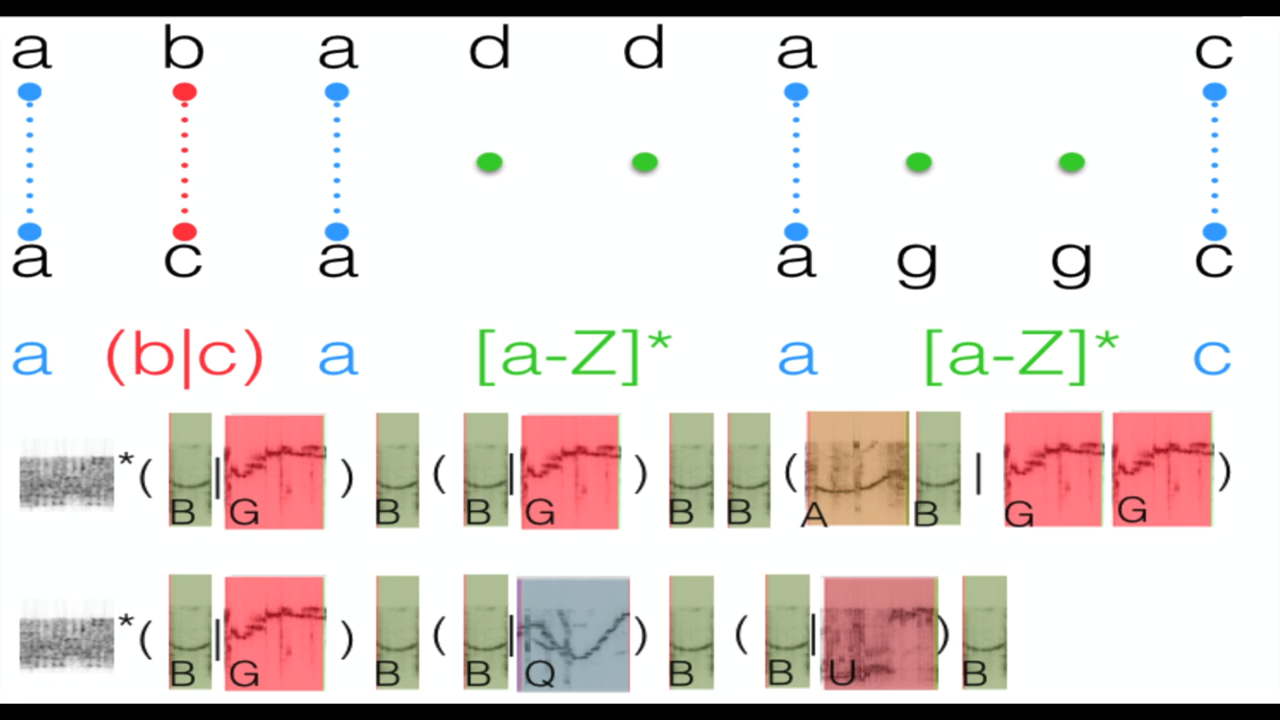 a b a d d a c
a c a a g g c
a (b|c) a [a-Z]* a [a-Z]* c
*( B | G ) B ( B | G ) B B ( A B | G G )
*( B | G ) B ( B | Q ) B ( B | U ) B